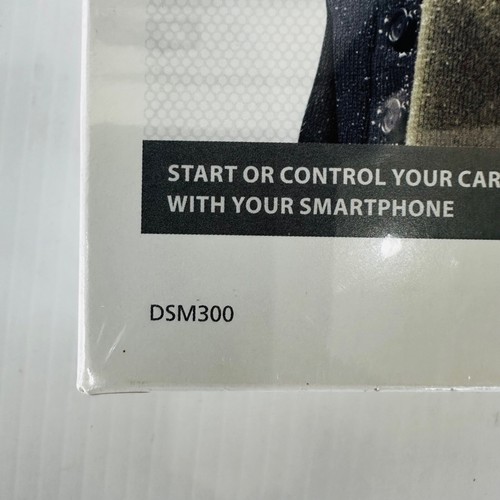 START OR CONTROL YOUR CAR
WITH YOUR SMARTPHONE
DSM300